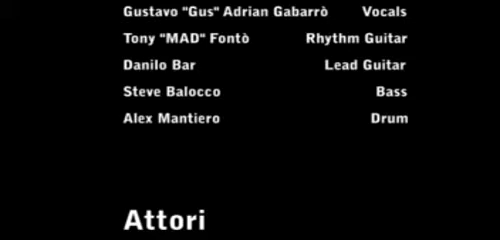 Gustavo "Gus" Adrian Gabarrò Vocals
Tony "MAD" Fontò Rhythm Guitar
Danilo Bar Lead Guitar
Steve Balocco Bass
Alex Mantiero Drum
Attori